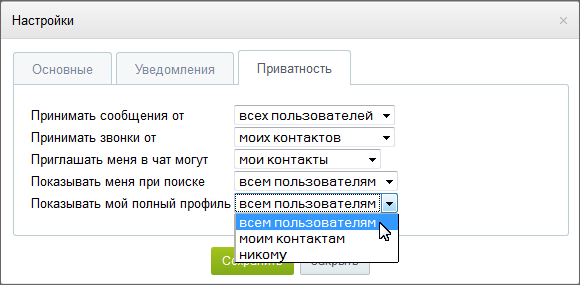 Настройки
Основные Уведомления Приватность
Принимать сообщения от всех пользователей
Принимать звонки от моих контактов
Приглашать меня в чат могут мои контакты
Показывать меня при поиске всем пользователям
Показывать мой полный профиль всем пользователям
всем пользователям
моим контактам
никому
Сохранить Закрыть